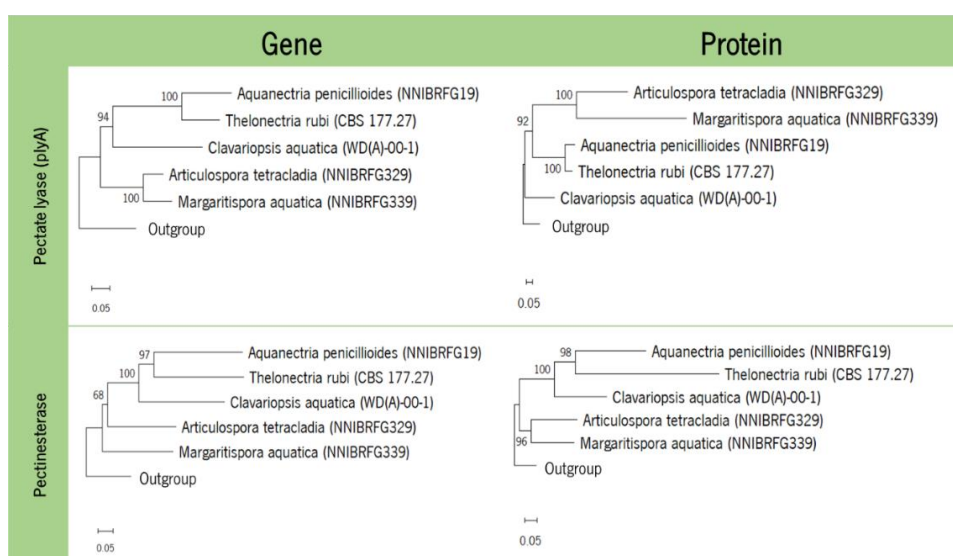 Gene
Protein
Pectate lyase (plyA)
100
Aquanectria penicillioides (NNIBRFG19)
94
Thelonectria rubi (CBS 177.27)
Clavariopsis aquatica (WD(A)-00-1)
Articulospora tetracladia (NNIBRFG329)
100
Margaritispora aquatica (NNIBRFG339)
Outgroup
0.05
100
Articulospora tetracladia (NNIBRFG329)
Margaritispora aquatica (NNIBRFG339)
92
Aquanectria penicillioides (NNIBRFG19)
100
Thelonectria rubi (CBS 177.27)
Clavariopsis aquatica (WD(A)-00-1)
Outgroup
0.05
Pectinesterase
97
Aquanectria penicillioides (NNIBRFG19)
100
Thelonectria rubi (CBS 177.27)
68
Clavariopsis aquatica (WD(A)-00-1)
Articulospora tetracladia (NNIBRFG329)
Margaritispora aquatica (NNIBRFG339)
Outgroup
0.05
98
Aquanectria penicillioides (NNIBRFG19)
100
Thelonectria rubi (CBS 177.27)
Clavariopsis aquatica (WD(A)-00-1)
Articulospora tetracladia (NNIBRFG329)
96
Margaritispora aquatica (NNIBRFG339)
Outgroup
0.05